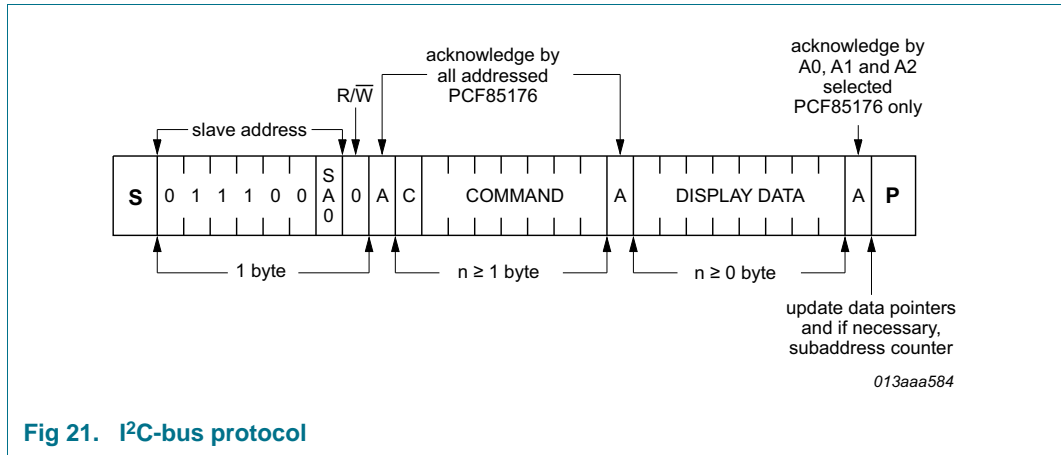 acknowledge by
all addressed
PCF85176
acknowledge by
A0, A1 and A2
selected
PCF85176 only
R/W̅
slave address
S 0 1 1 1 0 0 SA0 0 A C COMMAND A DISPLAY DATA A P
1 byte
n ≥ 1 byte
n ≥ 0 byte
update data pointers
and if necessary,
subaddress counter
013aaa584
Fig 21. I²C-bus protocol